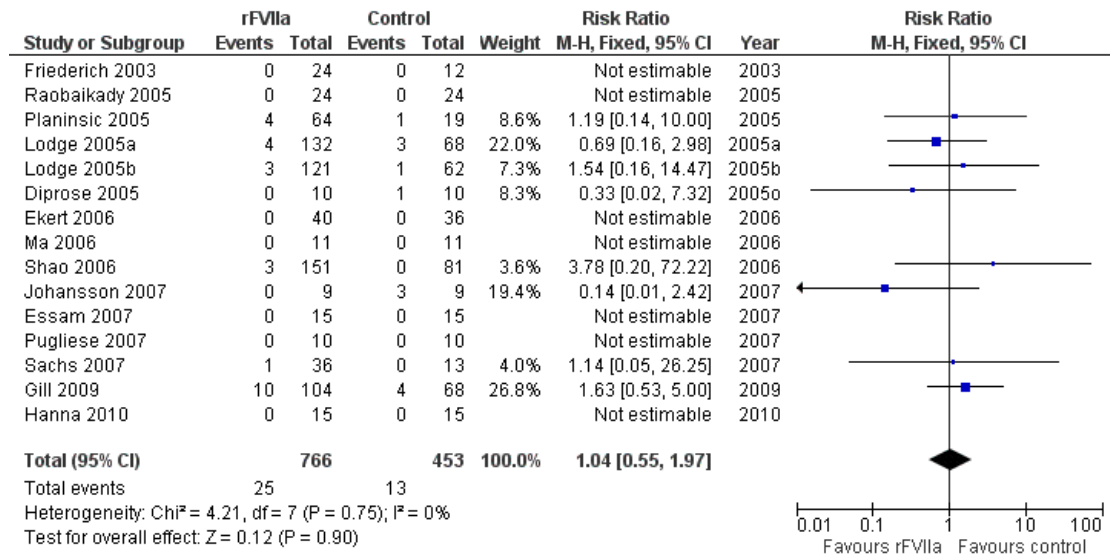 rFVIIa Control Risk Ratio Risk Ratio
Study or Subgroup Events Total Events Total Weight M-H, Fixed, 95% CI Year M-H, Fixed, 95% CI
Friederich 2003 0 24 0 12 Not estimable 2003
Raobaikady 2005 0 24 0 24 Not estimable 2005
Planinsic 2005 4 64 1 19 8.6% 1.19 [0.14, 10.00] 2005
Lodge 2005a 4 132 3 68 22.0% 0.69 [0.16, 2.98] 2005a
Lodge 2005b 3 121 1 62 7.3% 1.54 [0.16, 14.47] 2005b
Diprose 2005 0 10 1 10 8.3% 0.33 [0.02, 7.32] 2005o
Ekert 2006 0 40 0 36 Not estimable 2006
Ma 2006 0 11 0 11 Not estimable 2006
Shao 2006 3 151 0 81 3.6% 3.78 [0.20, 72.22] 2006
Johansson 2007 0 9 3 9 19.4% 0.14 [0.01, 2.42] 2007
Essam 2007 0 15 0 15 Not estimable 2007
Pugliese 2007 0 10 0 10 Not estimable 2007
Sachs 2007 1 36 0 13 4.0% 1.14 [0.05, 26.25] 2007
Gill 2009 10 104 4 68 26.8% 1.63 [0.53, 5.00] 2009
Hanna 2010 0 15 0 15 Not estimable 2010
Total (95% CI) 766 453 100.0% 1.04 [0.55, 1.97]
Total events 25 13
Heterogeneity: Chi² = 4.21, df = 7 (P = 0.75); I² = 0%
Test for overall effect: Z = 0.12 (P = 0.90)
0.01 0.1 1 10 100
Favours rFVIIa Favours control